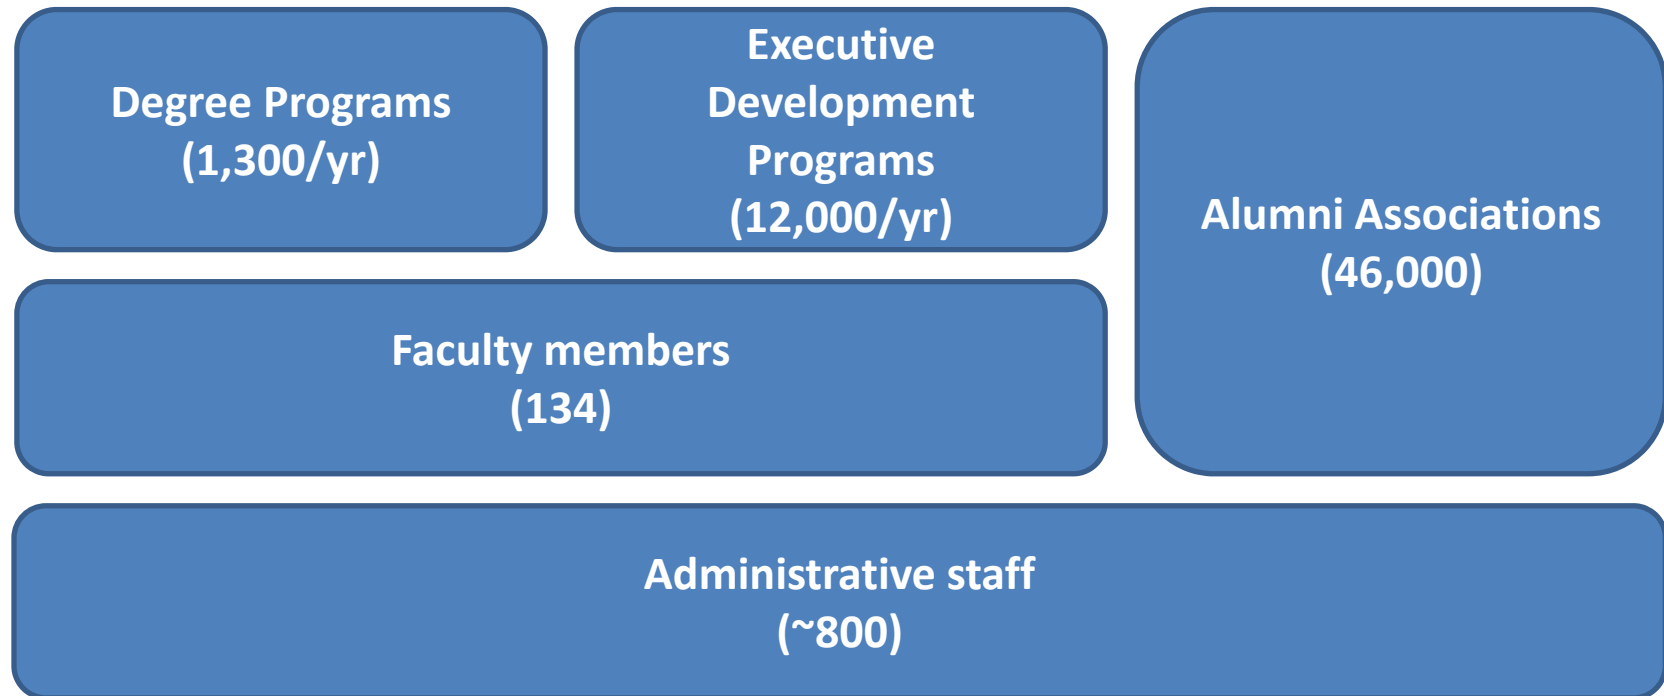 Degree Programs
(1,300/yr)
Executive
Development
Programs
(12,000/yr)
Alumni Associations
(46,000)
Faculty members
(134)
Administrative staff
(~800)